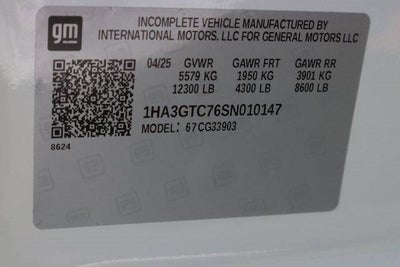 gm
INCOMPLETE VEHICLE MANUFACTURED BY
INTERNATIONAL MOTORS, LLC FOR GENERAL MOTORS LLC
04/25 GVWR GAWR FRT GAWR RR
5579 KG 1950 KG 3901 KG
12300 LB 4300 LB 8600 LB
1HA3GTC76SN010147
MODEL: 67CG33903
8624